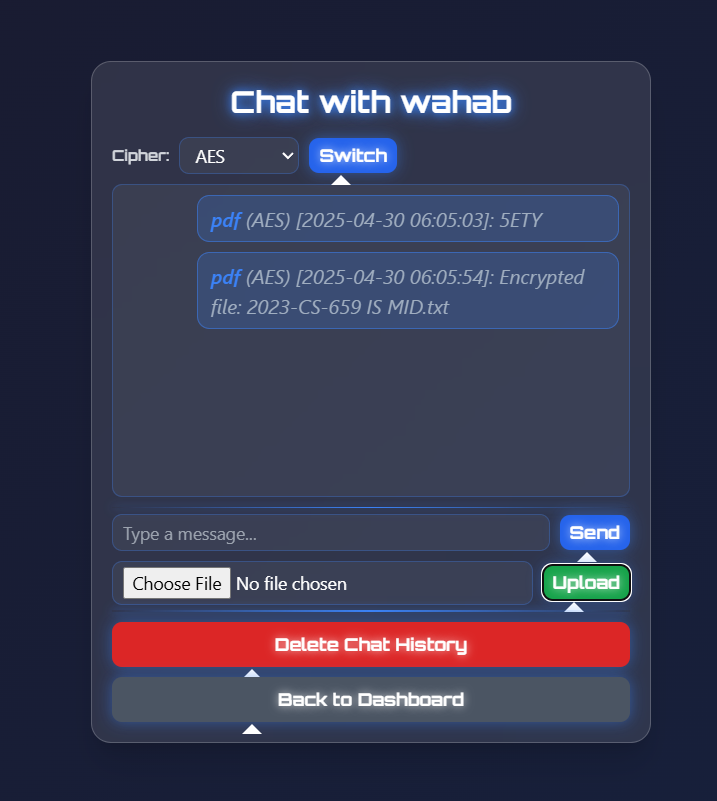 Chat with wahab
Cipher: AES Switch
pdf (AES) [2025-04-30 06:05:03]: 5ETY
pdf (AES) [2025-04-30 06:05:54]: Encrypted
file: 2023-CS-659 IS MID.txt
Type a message... Send
Choose File No file chosen Upload
Delete Chat History
Back to Dashboard